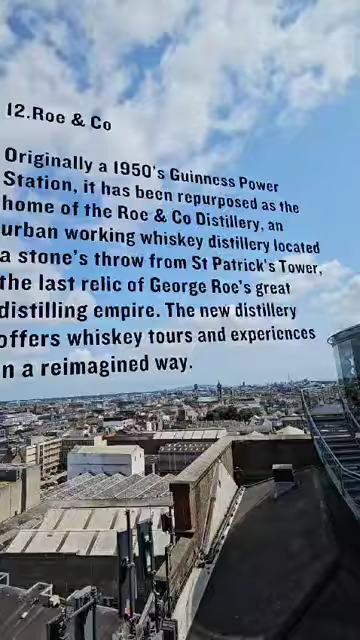 12.Roe & Co
Originally a 1950's Guinness Power
Station, it has been repurposed as the
home of the Roe & Co Distillery, an
urban working whiskey distillery located
a stone's throw from St Patrick's Tower,
the last relic of George Roe's great
distilling empire. The new distillery
offers whiskey tours and experiences
in a reimagined way.